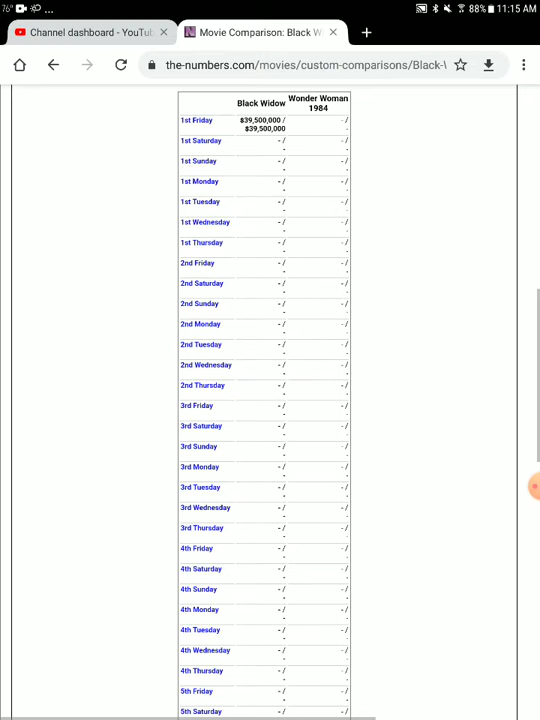 76° ... 88% 11:15 AM
Channel dashboard - YouTu × Movie Comparison: Black W × +
the-numbers.com/movies/custom-comparisons/Black-
Black Widow Wonder Woman 1984
1st Friday $39,500,000 / - /
$39,500,000 -
1st Saturday - / - /
- -
1st Sunday - / - /
- -
1st Monday - / - /
- -
1st Tuesday - / - /
- -
1st Wednesday - / - /
- -
1st Thursday - / - /
- -
2nd Friday - / - /
- -
2nd Saturday - / - /
- -
2nd Sunday - / - /
- -
2nd Monday - / - /
- -
2nd Tuesday - / - /
- -
2nd Wednesday - / - /
- -
2nd Thursday - / - /
- -
3rd Friday - / - /
- -
3rd Saturday - / - /
- -
3rd Sunday - / - /
- -
3rd Monday - / - /
- -
3rd Tuesday - / - /
- -
3rd Wednesday - / - /
- -
3rd Thursday - / - /
- -
4th Friday - / - /
- -
4th Saturday - / - /
- -
4th Sunday - / - /
- -
4th Monday - / - /
- -
4th Tuesday - / - /
- -
4th Wednesday - / - /
- -
4th Thursday - / - /
- -
5th Friday - / - /
- -
5th Saturday - / - /